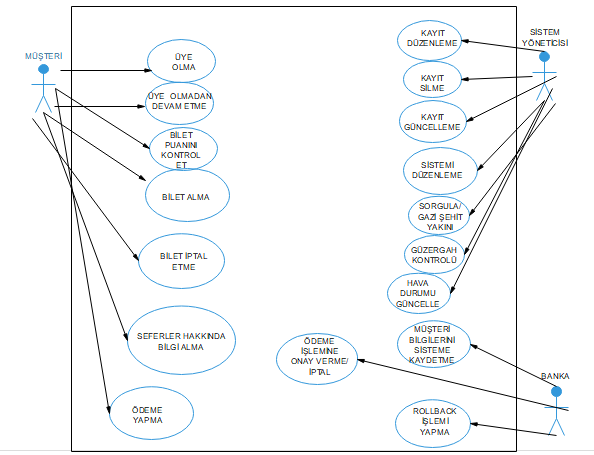 MÜŞTERİ
ÜYE
OLMA
ÜYE OLMADAN
DEVAM ETME
BİLET
PUANINI
KONTROL
ET
BİLET ALMA
BİLET İPTAL
ETME
SEFERLER HAKKINDA
BİLGİ ALMA
ÖDEME
YAPMA
KAYIT
DÜZENLEME
KAYIT
SİLME
KAYIT
GÜNCELLEME
SİSTEMİ
DÜZENLEME
SORGULA/
GAZİ ŞEHİT
YAKINI
GÜZERGAH
KONTROLÜ
HAVA
DURUMU
GÜNCELLE
MÜŞTERİ
BİLGİLERİNİ
SİSTEME
KAYDETME
ÖDEME
İŞLEMİNE
ONAY VERME/
İPTAL
ROLLBACK
İŞLEMİ
YAPMA
SİSTEM
YÖNETİCİSİ
BANKA